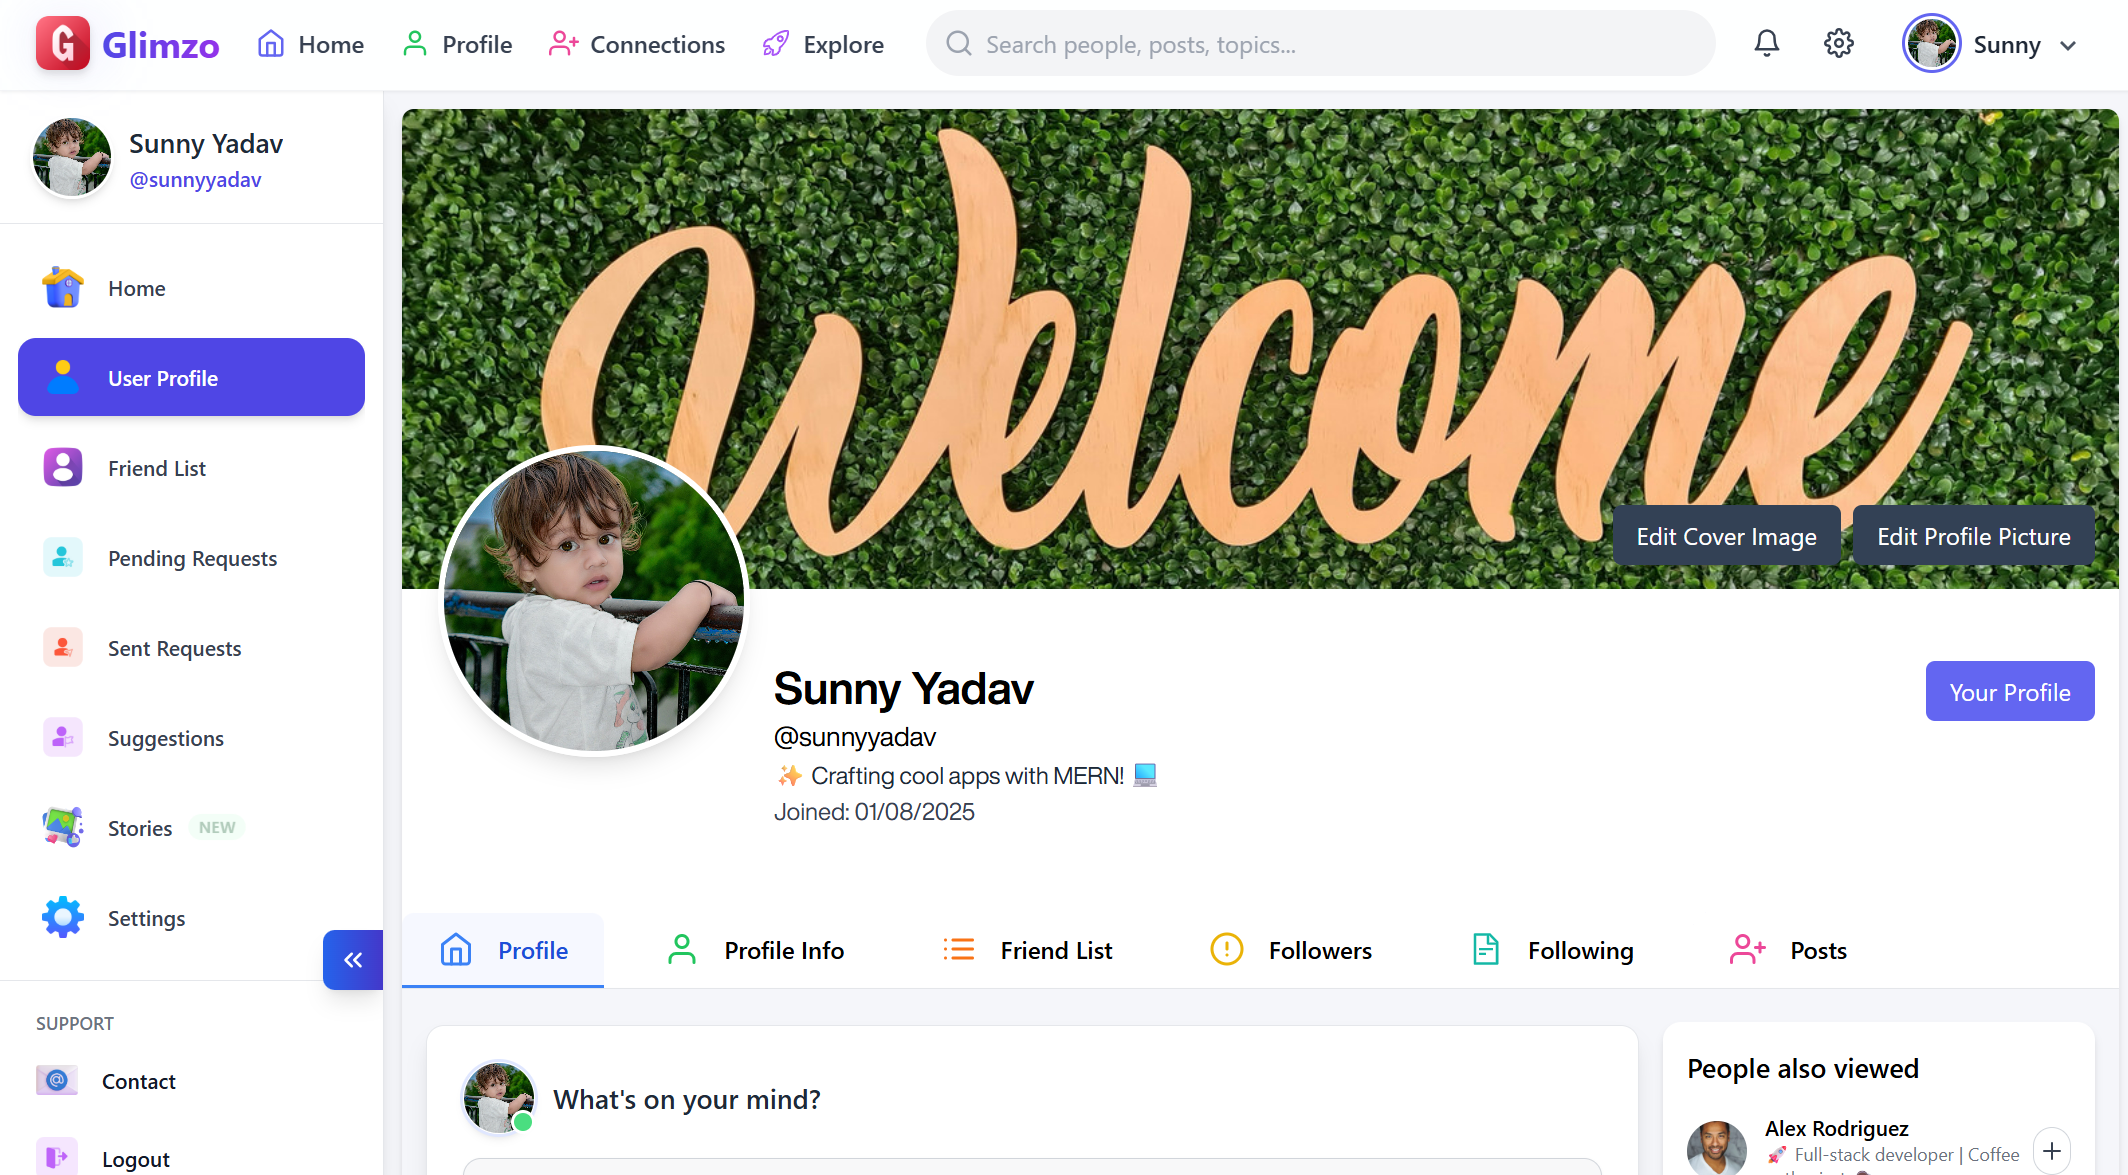 G Glimzo
Home
Profile
Connections
Explore
Search people, posts, topics...
Sunny
Sunny Yadav
@sunnyyadav
Home
User Profile
Friend List
Pending Requests
Sent Requests
Suggestions
Stories NEW
Settings
SUPPORT
Contact
Logout
Welcome
Edit Cover Image
Edit Profile Picture
Sunny Yadav
@sunnyyadav
✨ Crafting cool apps with MERN! 💻
Joined: 01/08/2025
Your Profile
Profile
Profile Info
Friend List
Followers
Following
Posts
What's on your mind?
People also viewed
Alex Rodriguez
🚀 Full-stack developer | Coffee